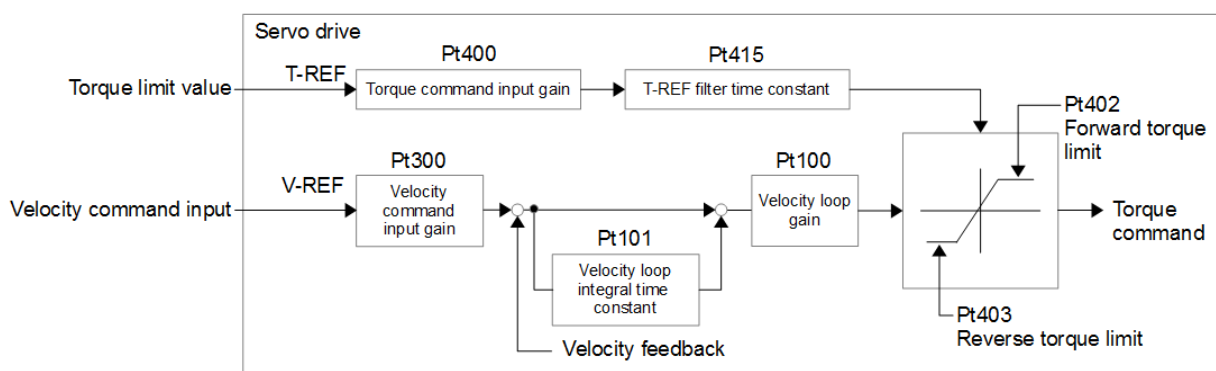 Servo drive
Pt400
Pt415
Torque limit value
T-REF
Torque command input gain
T-REF filter time constant
Pt402
Forward torque
limit
Pt300
Pt100
Velocity command input
V-REF
Velocity
command
input gain
Velocity loop
gain
Torque
command
Pt101
Velocity loop
integral time
constant
Pt403
Reverse torque limit
Velocity feedback